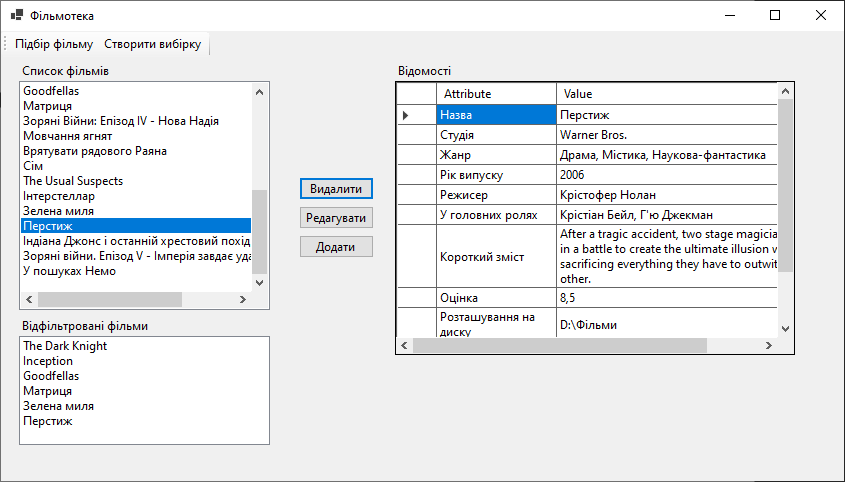 Фільмотека
Підбір фільму Створити вибірку
Список фільмів
Goodfellas
Матриця
Зоряні Війни: Епізод IV - Нова Надія
Мовчання ягнят
Врятувати рядового Раяна
Сім
The Usual Suspects
Інтерстеллар
Зелена миля
Перстиж
Індіана Джонс і останній хрестовий похід
Зоряні війни. Епізод V - Імперія завдає уда
У пошуках Немо
Відфільтровані фільми
The Dark Knight
Inception
Goodfellas
Матриця
Зелена миля
Перстиж
Видалити
Редагувати
Додати
Відомості
Attribute Value
Назва Перстиж
Студія Warner Bros.
Жанр Драма, Містика, Наукова-фантастика
Рік випуску 2006
Режисер Крістофер Нолан
У головних ролях Крістіан Бейл, Г'ю Джекман
Короткий зміст
After a tragic accident, two stage magicia
in a battle to create the ultimate illusion w
sacrificing everything they have to outwit
other.
Оцінка 8,5
Розташування на
диску
D:\Фільми